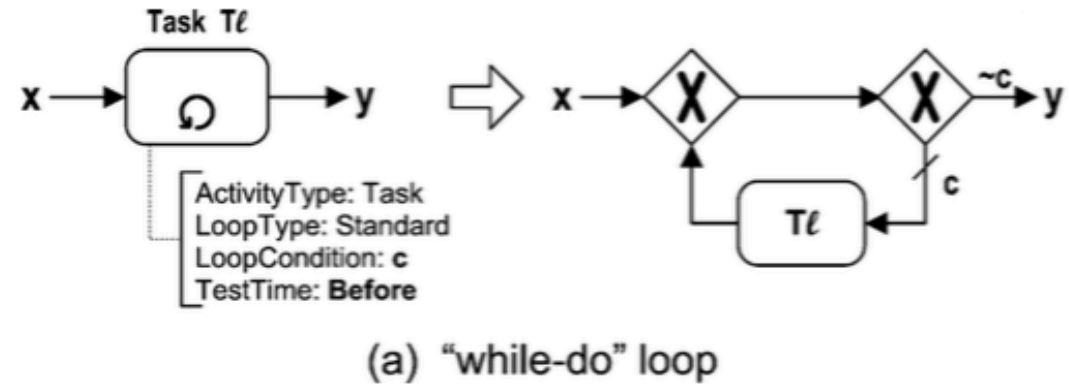 Task Tℓ
x
y
x
X
X
~c
y
c
Tℓ
ActivityType: Task
LoopType: Standard
LoopCondition: c
TestTime: Before
(a) “while-do” loop